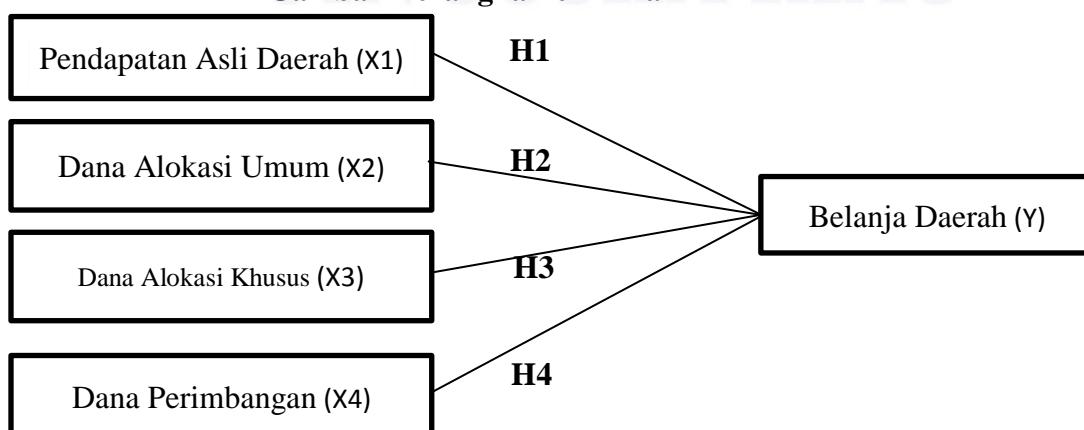 Pendapatan Asli Daerah (X1)
H1
Dana Alokasi Umum (X2)
H2
Belanja Daerah (Y)
Dana Alokasi Khusus (X3)
H3
H4
Dana Perimbangan (X4)